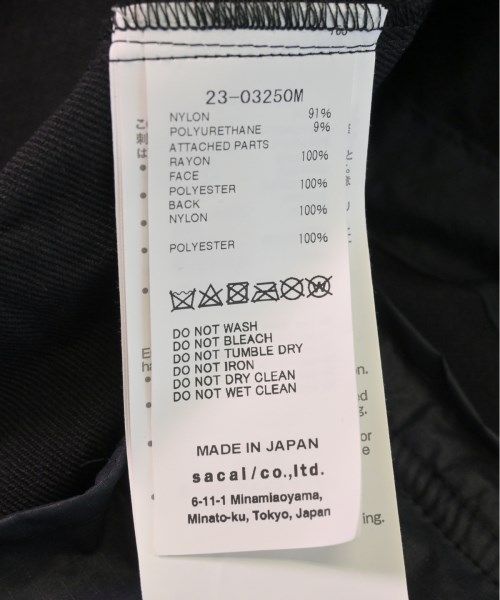 23-03250M
NYLON 91%
POLYURETHANE 9%
ATTACHED PARTS
RAYON 100%
FACE
POLYESTER 100%
BACK
NYLON 100%
POLYESTER 100%
DO NOT WASH
DO NOT BLEACH
DO NOT TUMBLE DRY
DO NOT IRON
DO NOT DRY CLEAN
DO NOT WET CLEAN
MADE IN JAPAN
sacai/co.,ltd.
6-11-1 Minamiaoyama,
Minato-ku, Tokyo, Japan
ing.